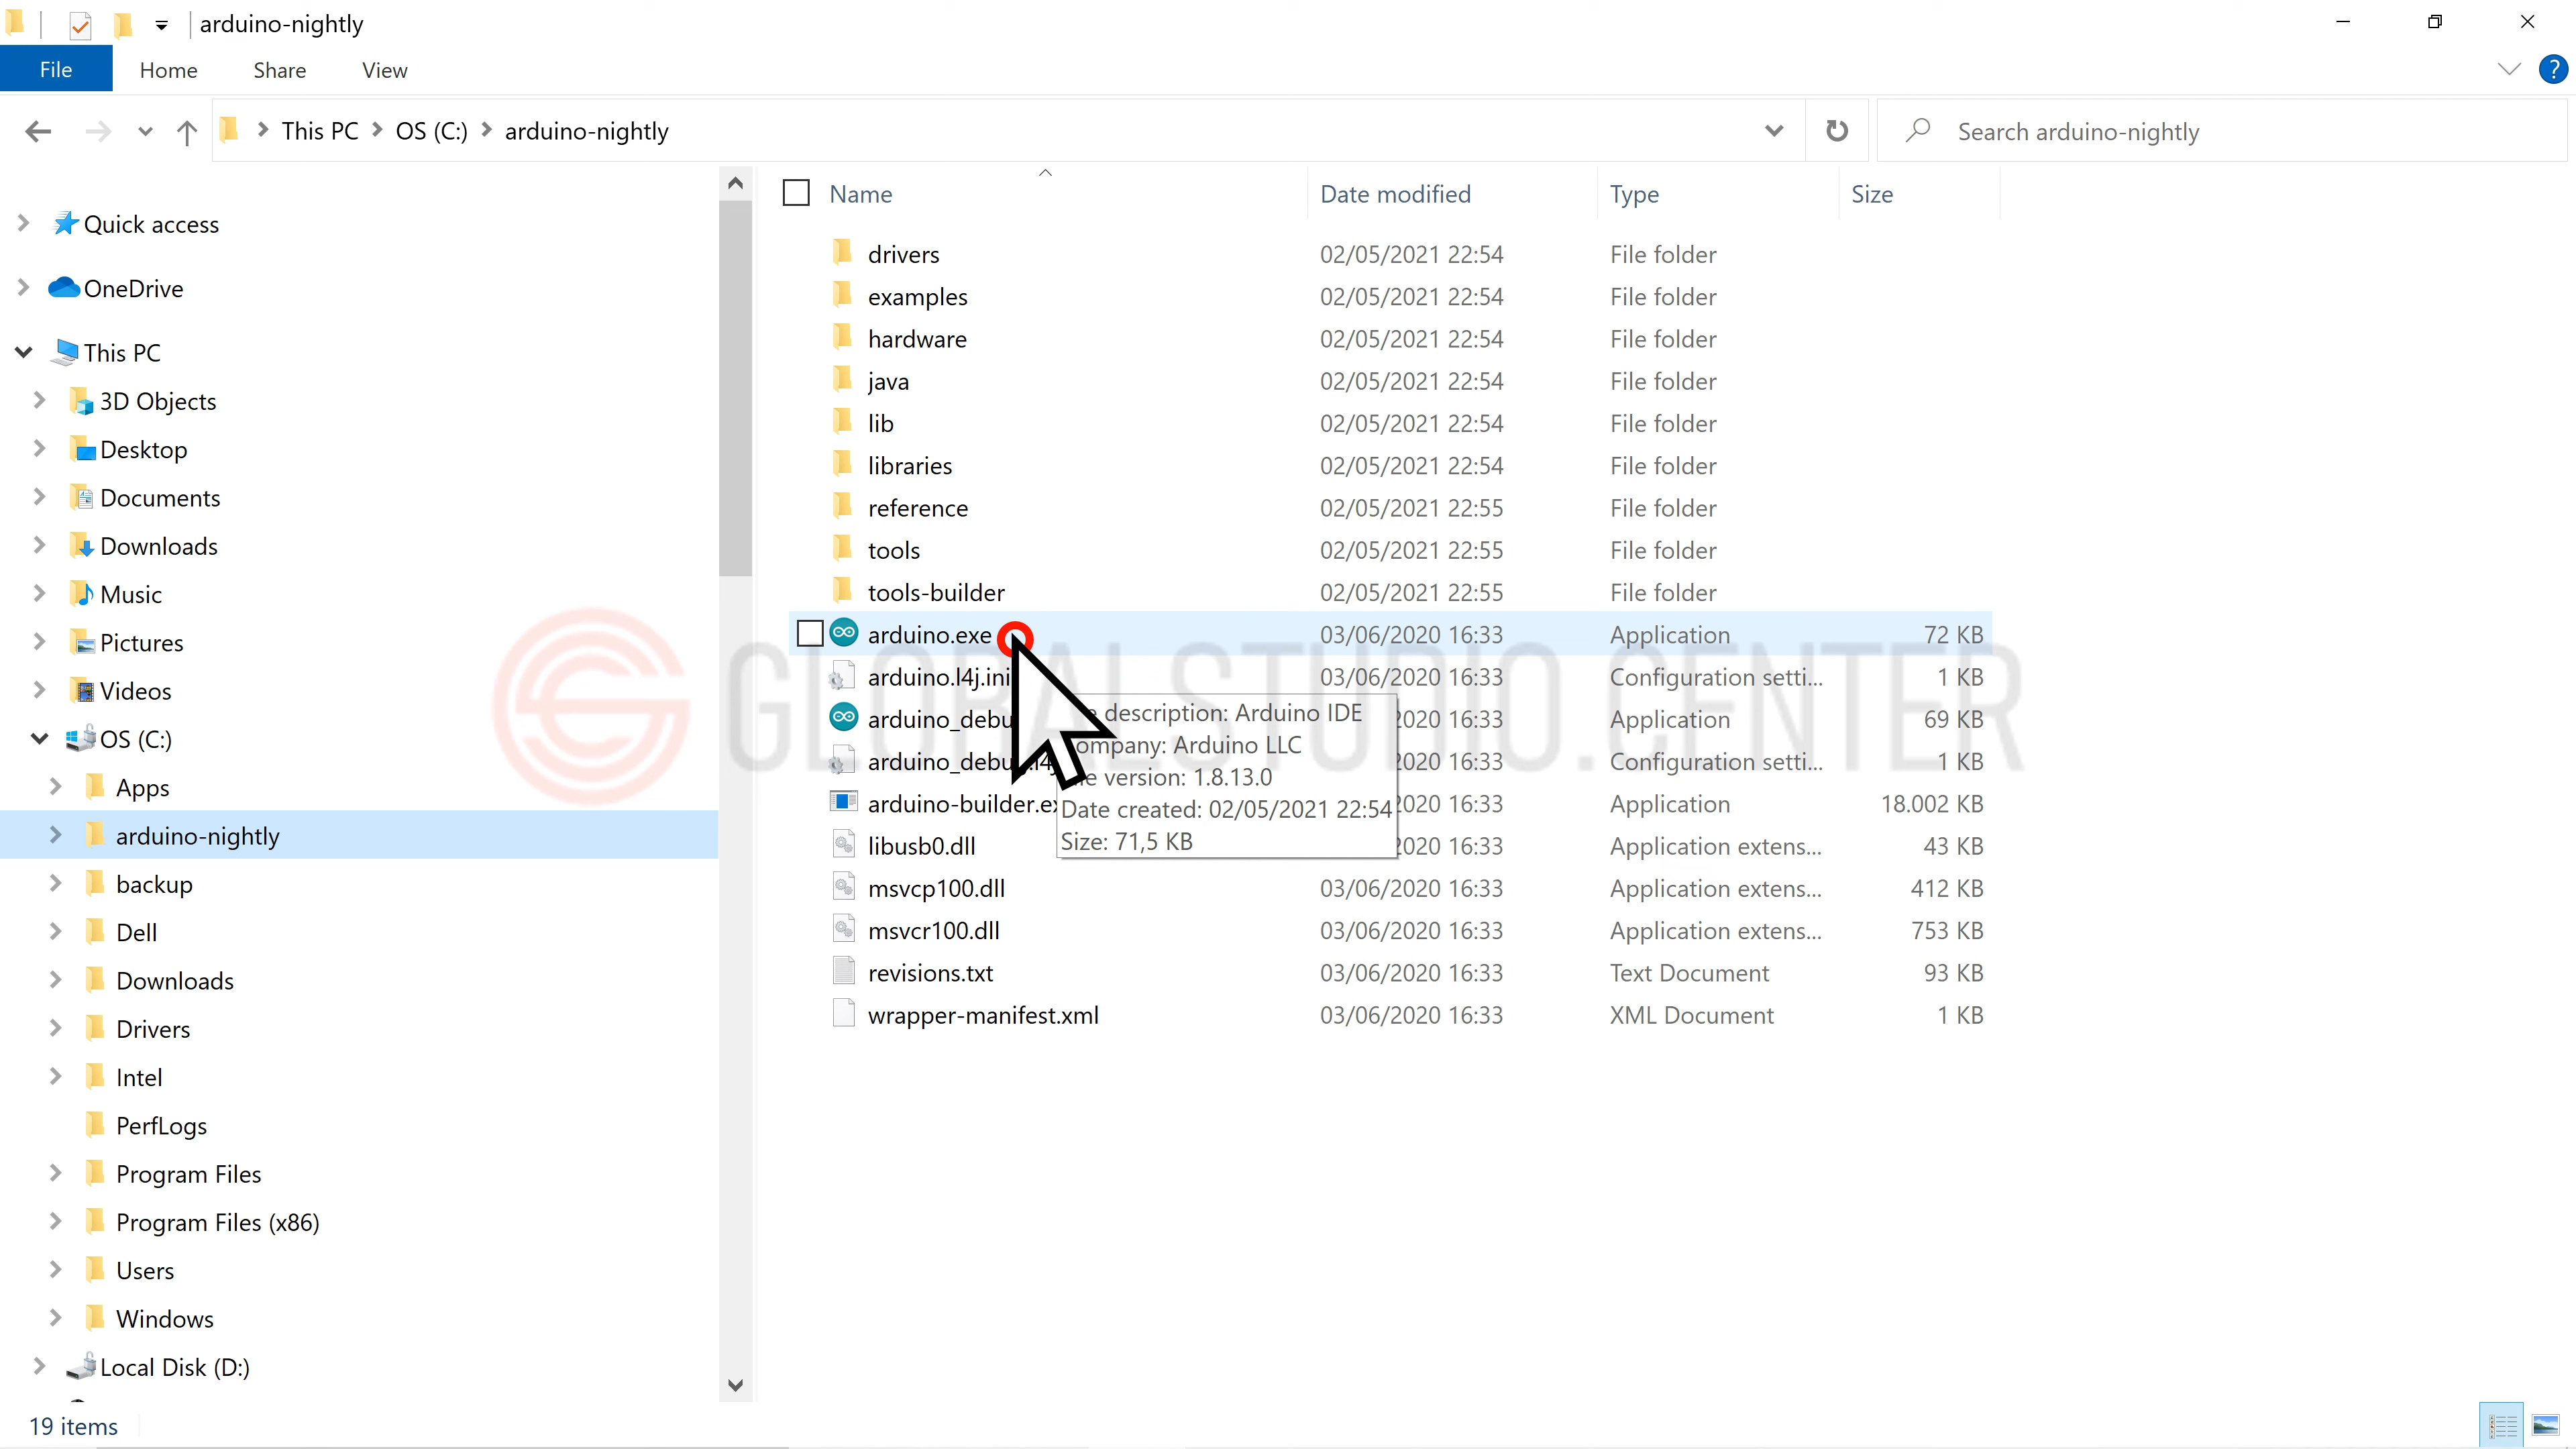 arduino-nightly
File Home Share View
This PC OS (C:) arduino-nightly
Search arduino-nightly
Quick access
OneDrive
This PC
3D Objects
Desktop
Documents
Downloads
Music
Pictures
Videos
OS (C:)
Apps
arduino-nightly
backup
Dell
Downloads
Drivers
Intel
PerfLogs
Program Files
Program Files (x86)
Users
Windows
Local Disk (D:)
Name Date modified Type Size
drivers 02/05/2021 22:54 File folder
examples 02/05/2021 22:54 File folder
hardware 02/05/2021 22:54 File folder
java 02/05/2021 22:54 File folder
lib 02/05/2021 22:54 File folder
libraries 02/05/2021 22:54 File folder
reference 02/05/2021 22:55 File folder
tools 02/05/2021 22:55 File folder
tools-builder 02/05/2021 22:55 File folder
arduino.exe 03/06/2020 16:33 Application 72 KB
arduino.l4j.ini 03/06/2020 16:33 Configuration setti... 1 KB
16:33 Application 69 KB
16:33 Configuration setti... 1 KB
16:33 Application 18.002 KB
libusb0.dll 16:33 Application extens... 43 KB
msvcp100.dll 03/06/2020 16:33 Application extens... 412 KB
msvcr100.dll 03/06/2020 16:33 Application extens... 753 KB
revisions.txt 03/06/2020 16:33 Text Document 93 KB
wrapper-manifest.xml 03/06/2020 16:33 XML Document 1 KB
description: Arduino IDE
Arduino LLC
version: 1.8.13.0
Date created: 02/05/2021 22:54
Size: 71,5 KB
GLOBALSTUDIO.CENTER
19 items